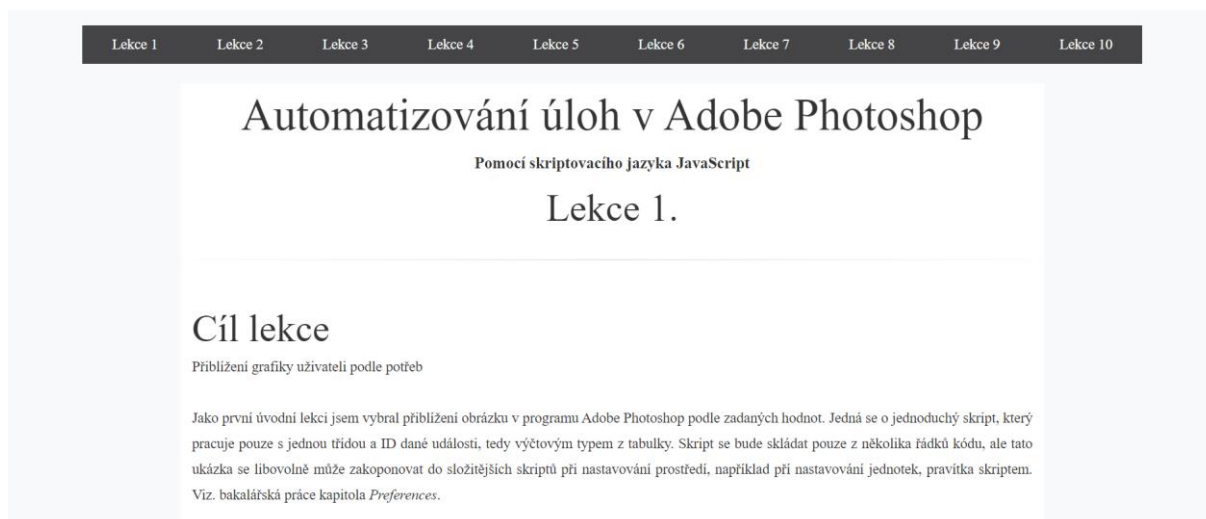 Lekce 1 Lekce 2 Lekce 3 Lekce 4 Lekce 5 Lekce 6 Lekce 7 Lekce 8 Lekce 9 Lekce 10
Automatizování úloh v Adobe Photoshop
Pomocí skriptovacího jazyka JavaScript
Lekce 1.
Cíl lekce
Přiblížení grafiky uživateli podle potřeb
Jako první úvodní lekci jsem vybral přiblížení obrázku v programu Adobe Photoshop podle zadaných hodnot. Jedná se o jednoduchý skript, který
pracuje pouze s jednou třídou a ID dané události, tedy výčtovým typem z tabulky. Skript se bude skládat pouze z několika řádků kódu, ale tato
ukázka se libovolně může zakoponovat do složitějších skriptů při nastavování prostředí, například pří nastavování jednotek, pravítka skriptem.
Viz. bakalářská práce kapitola Preferences.